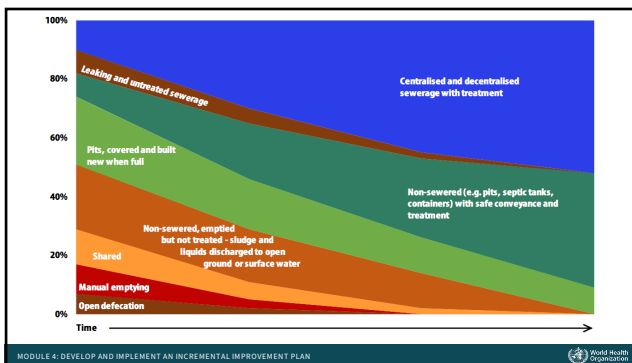 100%
80%
60%
40%
20%
0%
Leaking and untreated sewerage
Centralised and decentralised
sewerage with treatment
Pits, covered and built
new when full
Non-sewered (e.g. pits, septic tanks,
containers) with safe conveyance and
treatment
Non-sewered, emptied
but not treated - sludge and
liquids discharged to open
ground or surface water
Shared
Manual emptying
Open defecation
Time
MODULE 4: DEVELOP AND IMPLEMENT AN INCREMENTAL IMPROVEMENT PLAN
World Health
Organization